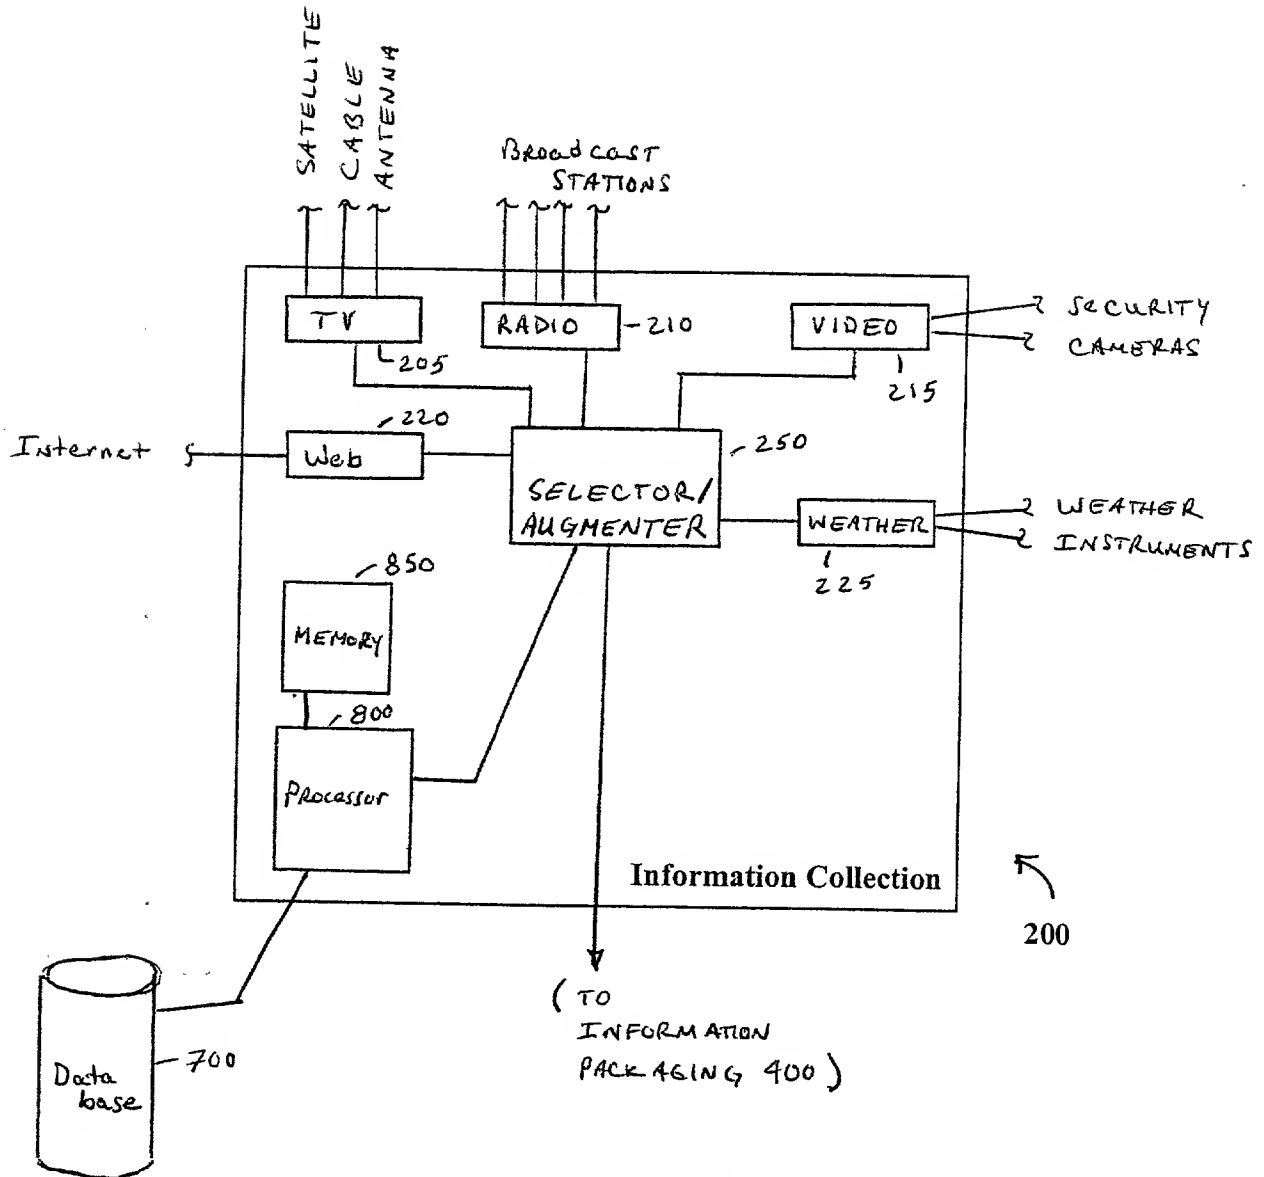 SATELLITE
CABLE
ANTENNA
Broadcast
STATIONS
TV
205
RADIO
210
VIDEO
215
SECURITY
CAMERAS
Internet
Web
220
SELECTOR/
AUGMENTER
250
WEATHER
225
WEATHER
INSTRUMENTS
MEMORY
850
Processor
800
Information Collection
200
Data
base
700
(TO
INFORMATION
PACKAGING 400)